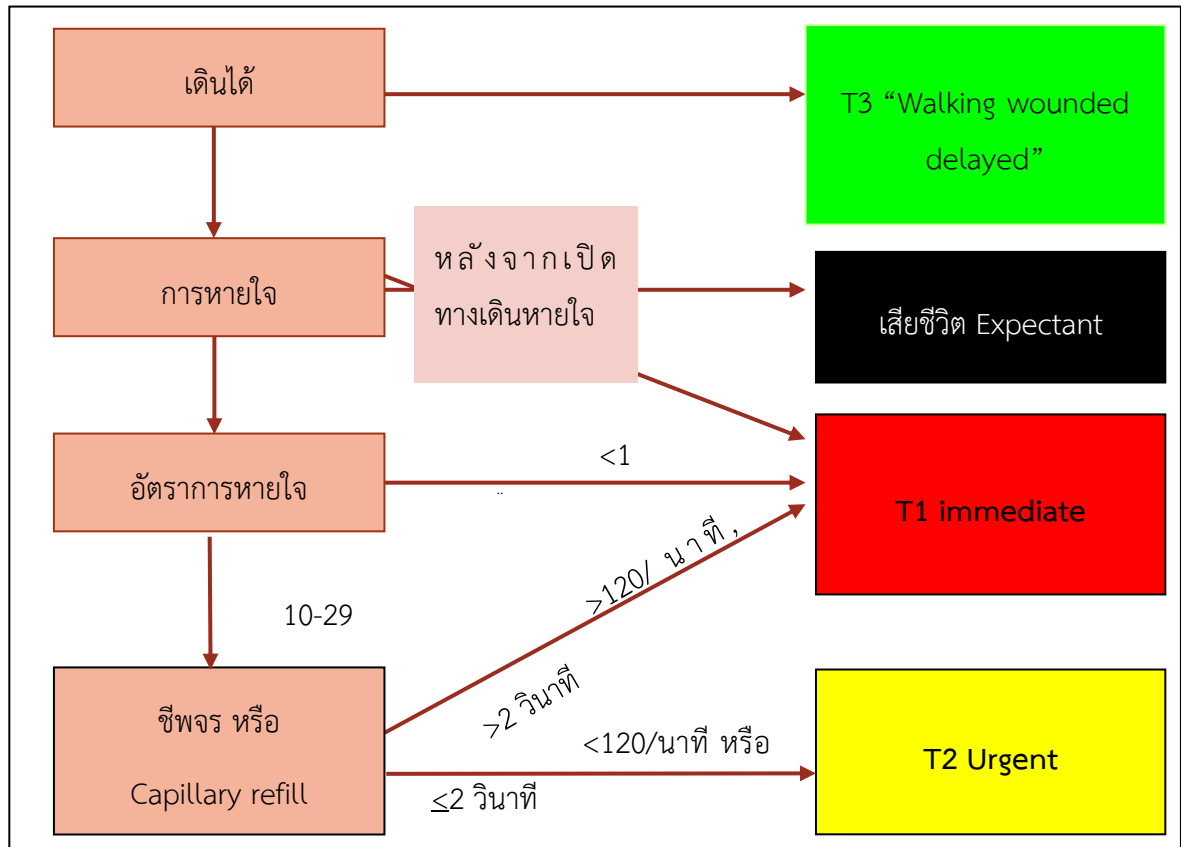 เดินได้
T3 “Walking wounded
delayed”
การหายใจ
หลังจากเปิด
ทางเดินหายใจ
เสียชีวิต Expectant
อัตราการหายใจ
<1
T1 immediate
10-29
>120/ นาที,
>2 วินาที
ชีพจร หรือ
Capillary refill
<120/นาที หรือ
≤2 วินาที
T2 Urgent